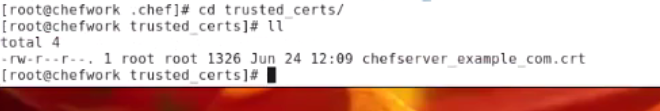 [root@chefwork .chef]# cd trusted_certs/
[root@chefwork trusted_certs]# ll
total 4
-rw-r--r--. 1 root root 1326 Jun 24 12:09 chefserver_example_com.crt
[root@chefwork trusted_certs]#